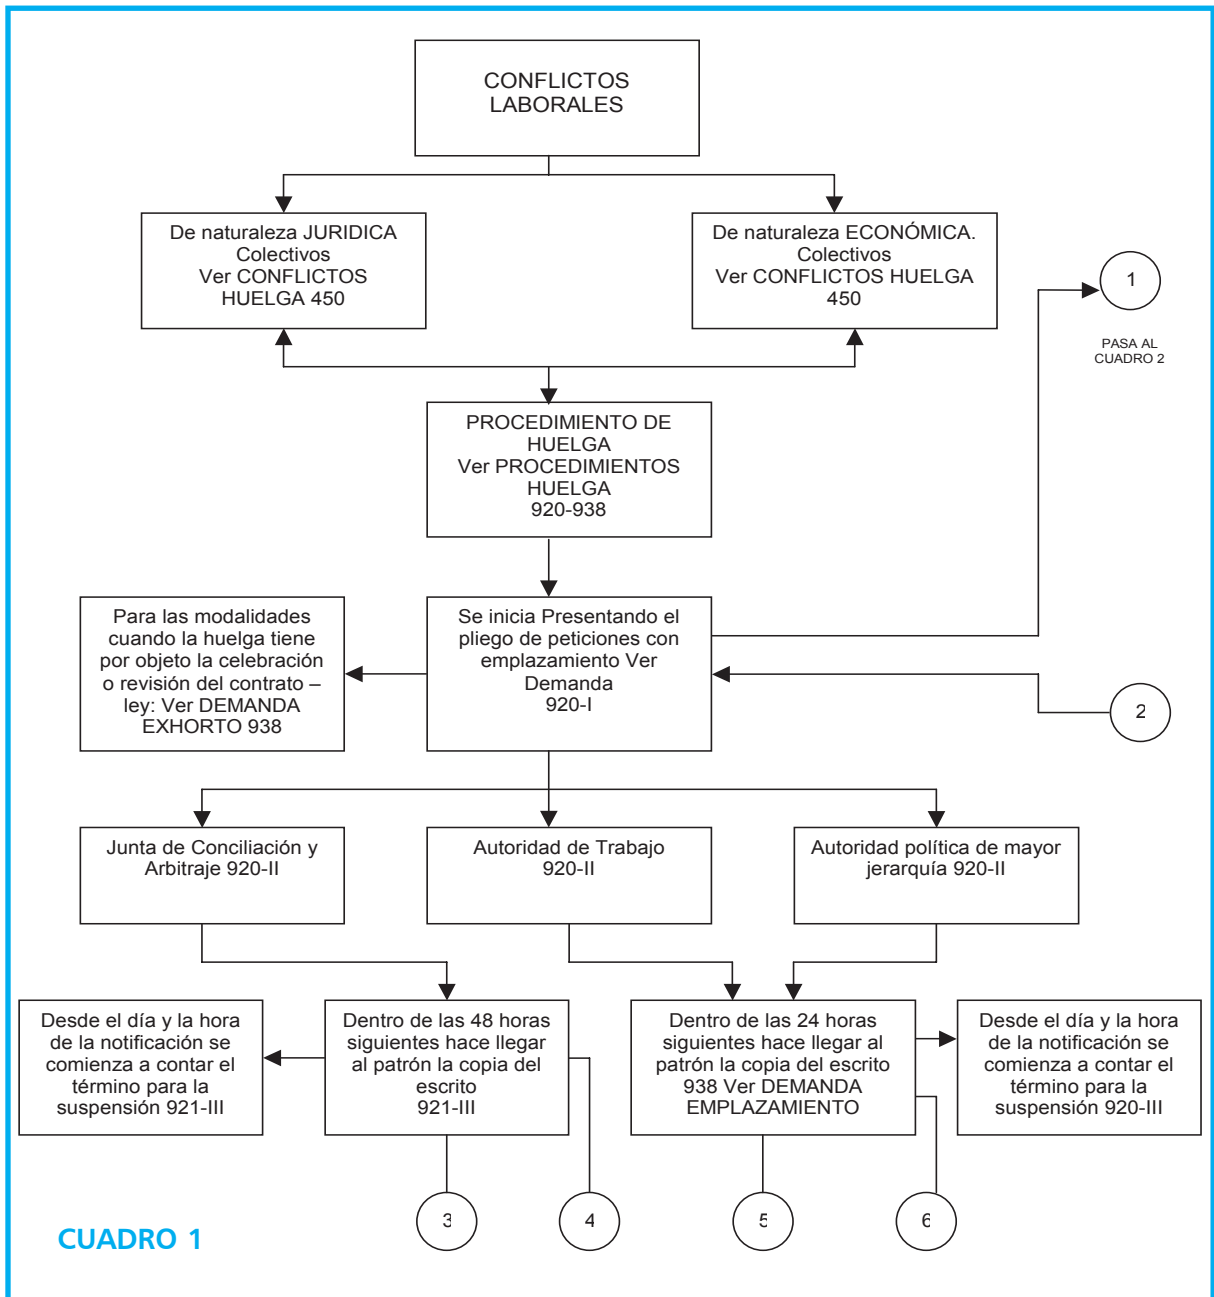 CONFLICTOS
LABORALES
De naturaleza JURIDICA
Colectivos
Ver CONFLICTOS
HUELGA 450
De naturaleza ECONÓMICA.
Colectivos
Ver CONFLICTOS HUELGA
450
1
PASA AL
CUADRO 2
PROCEDIMIENTO DE
HUELGA
Ver PROCEDIMIENTOS
HUELGA
920-938
Para las modalidades
cuando la huelga tiene
por objeto la celebración
o revisión del contrato –
ley: Ver DEMANDA
EXHORTO 938
Se inicia Presentando el
pliego de peticiones con
emplazamiento Ver
Demanda
920-I
2
Junta de Conciliación y
Arbitraje 920-II
Autoridad de Trabajo
920-II
Autoridad política de mayor
jerarquía 920-II
Desde el día y la hora
de la notificación se
comienza a contar el
término para la
suspensión 921-III
Dentro de las 48 horas
siguientes hace llegar
al patrón la copia del
escrito
921-III
Dentro de las 24 horas
siguientes hace llegar al
patrón la copia del escrito
938 Ver DEMANDA
EMPLAZAMIENTO
Desde el día y la hora
de la notificación se
comienza a contar el
término para la
suspensión 920-III
3
4
5
6
CUADRO 1